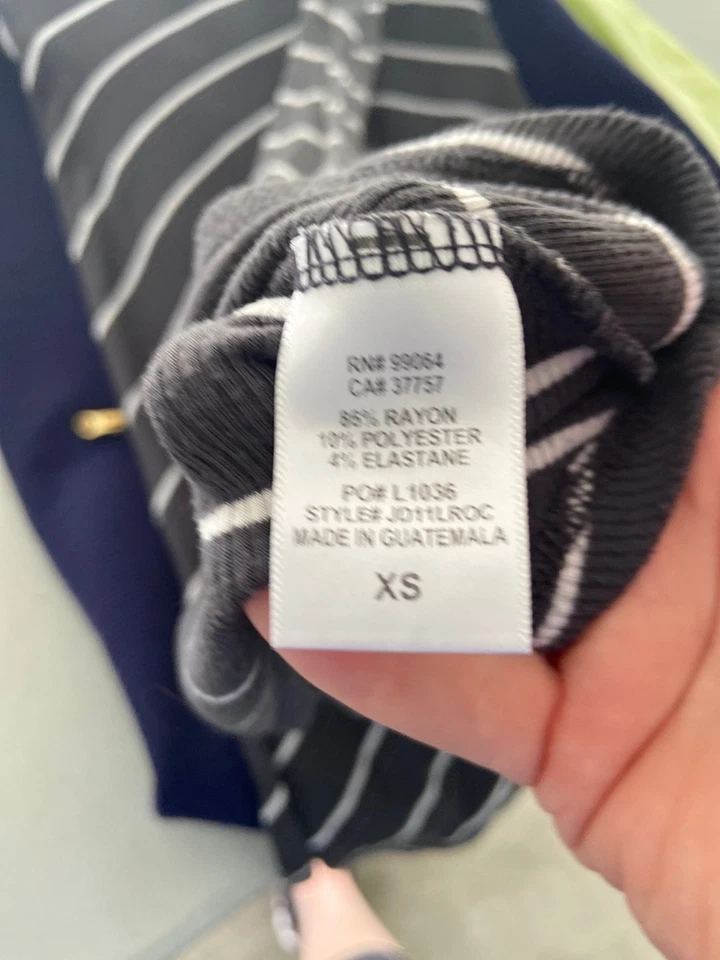 RN# 99064
CA# 37757
86% RAYON
10% POLYESTER
4% ELASTANE
PO# L1036
STYLE# JD11LROC
MADE IN GUATEMALA
XS